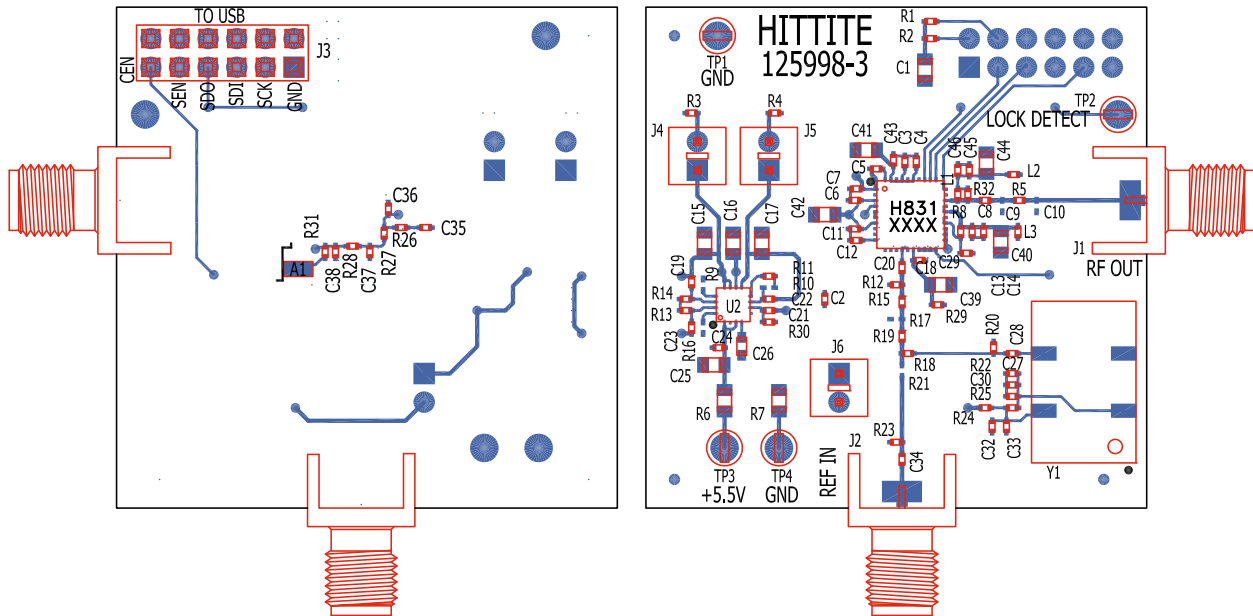 TO USB
J3
CEN
SEN
SDO
SDI
SCK
GND
C36
R31
R26
C35
A1
C38
R28
C37
R27
HITTITE
125998-3
TP1
GND
R1
R2
C1
TP2
LOCK DETECT
R3
R4
J4
J5
C41
C43
C3
C4
C46
C45
C44
L1
L2
C5
C7
C6
R32
R5
C42
H831
XXXX
R8
C8
C9
C10
C15
C16
C17
C11
C12
L3
C40
J1
RF OUT
C19
R9
R11
R10
C20
C18
C29
C13
C14
R14
R13
U2
C22
C21
R30
C2
R12
R15
C39
R29
C23
R16
C24
C26
R17
R19
R20
C28
C25
J6
R18
R21
R22
C27
C30
R25
R24
R6
R7
C32
C33
TP3
+5.5V
TP4
GND
REF IN
J2
R23
C34
Y1